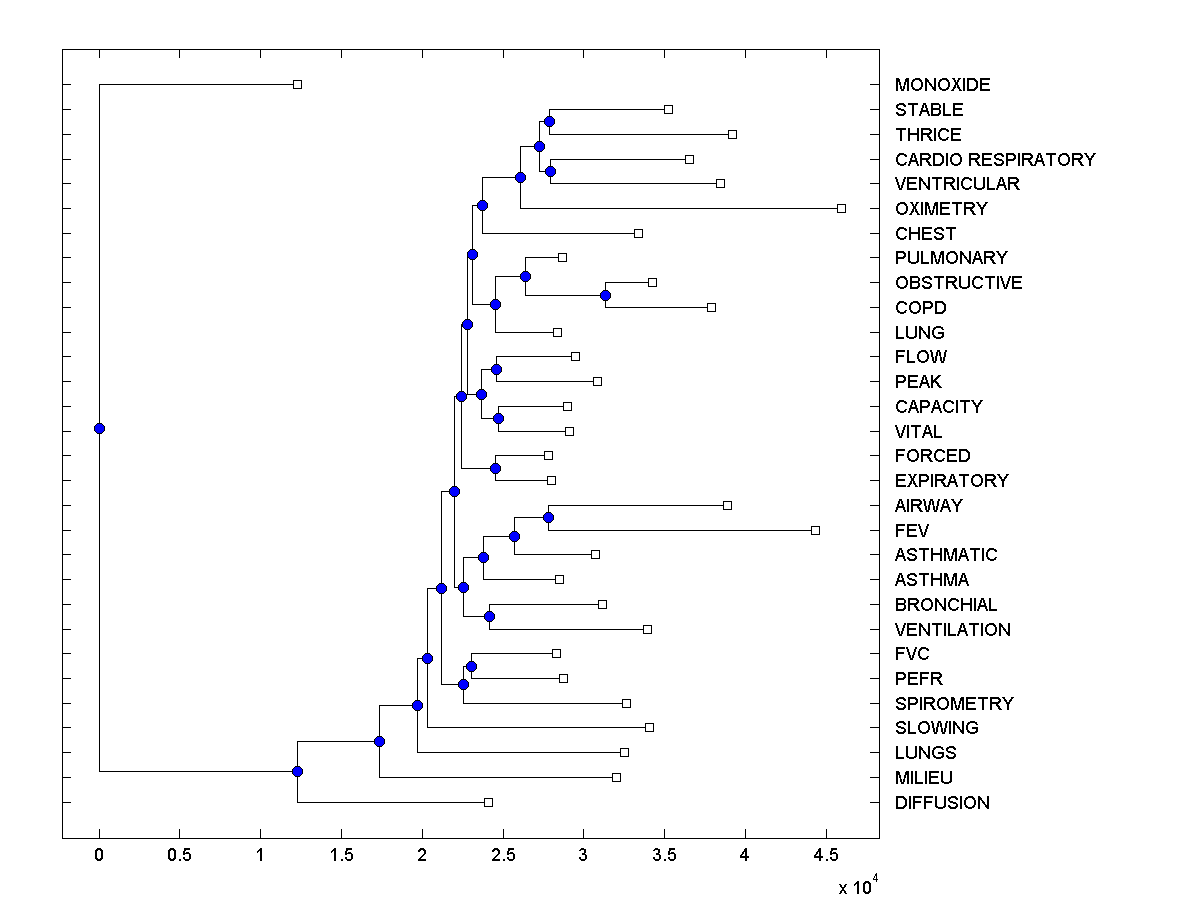 MONOXIDE
STABLE
THRICE
CARDIO RESPIRATORY
VENTRICULAR
OXIMETRY
CHEST
PULMONARY
OBSTRUCTIVE
COPD
LUNG
FLOW
PEAK
CAPACITY
VITAL
FORCED
EXPIRATORY
AIRWAY
FEV
ASTHMATIC
ASTHMA
BRONCHIAL
VENTILATION
FVC
PEFR
SPIROMETRY
SLOWING
LUNGS
MILIEU
DIFFUSION
0 0.5 1 1.5 2 2.5 3 3.5 4 4.5
x 10^4